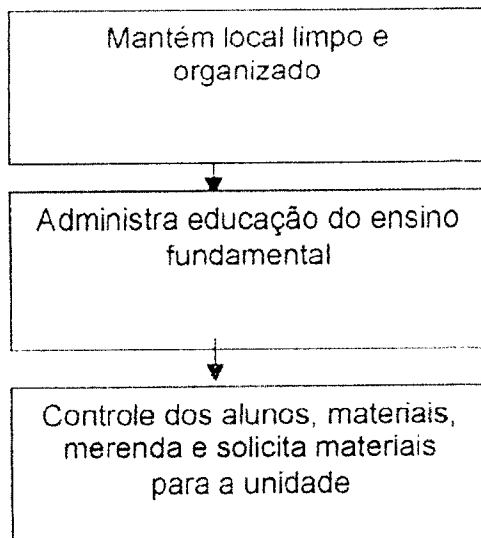 Mantém local limpo e
organizado
Administra educação do ensino
fundamental
Controle dos alunos, materiais,
merenda e solicita materiais
para a unidade